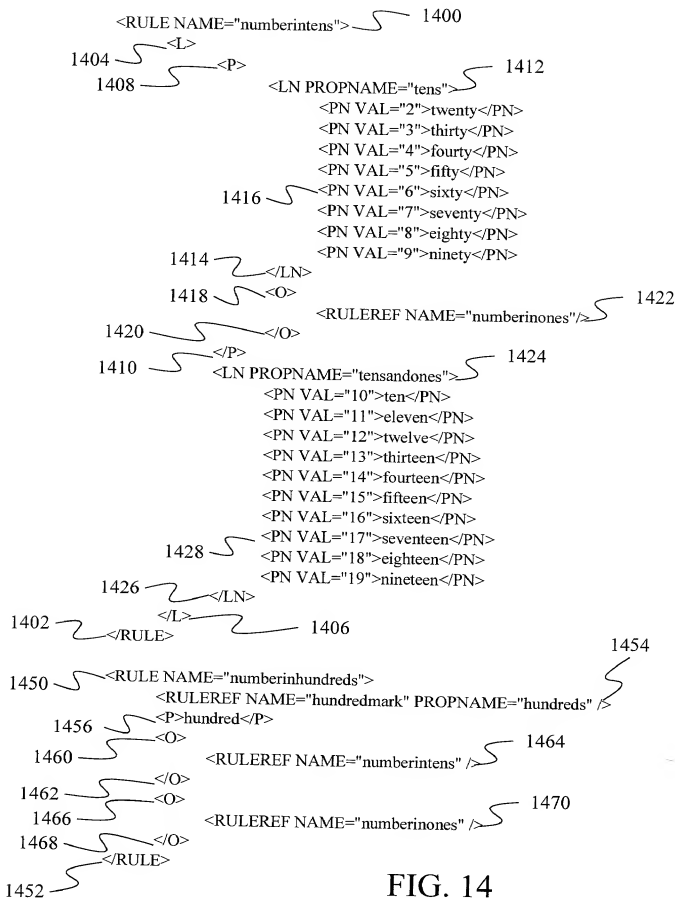 <RULE NAME="numberintens"> 1400
1404 <L>
1408 <P>
1412
<LN PROPNAME="tens">
<PN VAL="2">twenty</PN>
<PN VAL="3">thirty</PN>
<PN VAL="4">fourty</PN>
<PN VAL="5">fifty</PN>
1416 <PN VAL="6">sixty</PN>
<PN VAL="7">seventy</PN>
<PN VAL="8">eighty</PN>
<PN VAL="9">ninety</PN>
1414 </LN>
1418 <O>
<RULEREF NAME="numberinones"/> 1422
1420 </O>
1410 </P>
<LN PROPNAME="tensandones"> 1424
<PN VAL="10">ten</PN>
<PN VAL="11">eleven</PN>
<PN VAL="12">twelve</PN>
<PN VAL="13">thirteen</PN>
<PN VAL="14">fourteen</PN>
<PN VAL="15">fifteen</PN>
<PN VAL="16">sixteen</PN>
1428 <PN VAL="17">seventeen</PN>
<PN VAL="18">eighteen</PN>
<PN VAL="19">nineteen</PN>
1426 </LN>
</L> 1406
1402 </RULE>
1450 <RULE NAME="numberinhundreds">
1454
<RULEREF NAME="hundredmark" PROPNAME="hundreds" />
1456 <P>hundred</P>
1460 <O>
<RULEREF NAME="numberintens" /> 1464
1462 </O>
1466 <O>
<RULEREF NAME="numberinones" /> 1470
1468 </O>
1452 </RULE>
FIG. 14